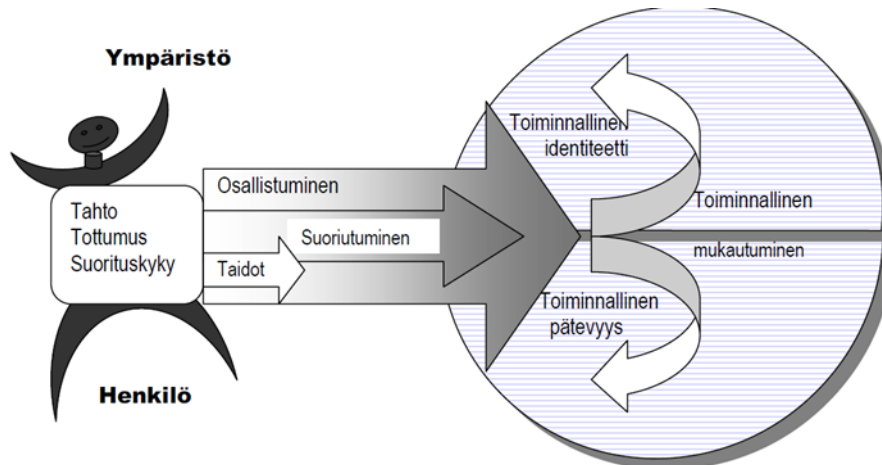 Ympäristö
Tahto
Tottumus
Suorituskyky
Henkilö
Osallistuminen
Suoriutuminen
Taidot
Toiminnallinen
identiteetti
Toiminnallinen
mukautuminen
Toiminnallinen
pätevyys